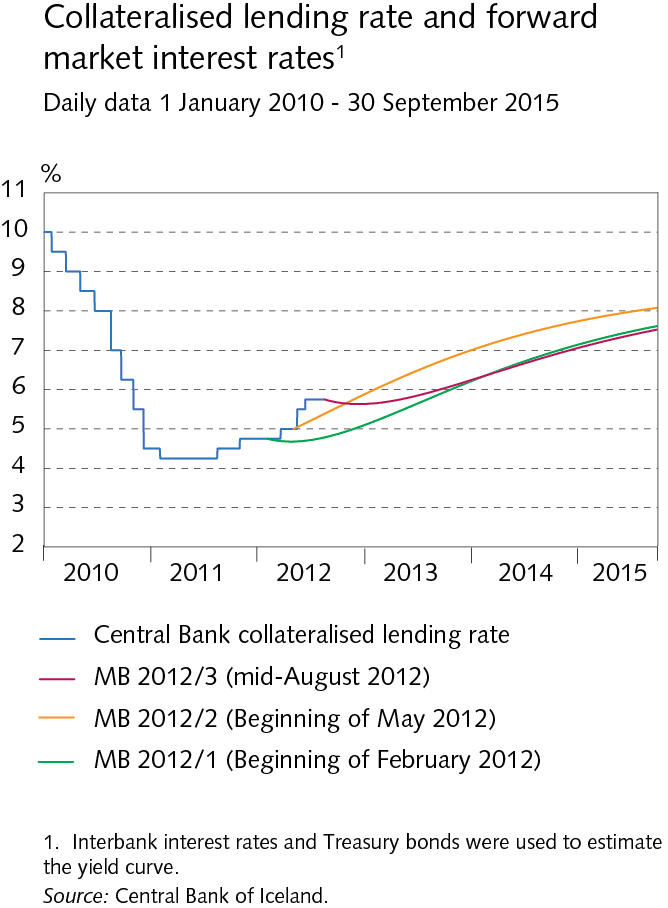 Collateralised lending rate and forward
market interest rates1
Daily data 1 January 2010 - 30 September 2015
%
11
10
9
8
7
6
5
4
3
2
2010 2011 2012 2013 2014 2015
Central Bank collateralised lending rate
MB 2012/3 (mid-August 2012)
MB 2012/2 (Beginning of May 2012)
MB 2012/1 (Beginning of February 2012)
1. Interbank interest rates and Treasury bonds were used to estimate
the yield curve.
Source: Central Bank of Iceland.